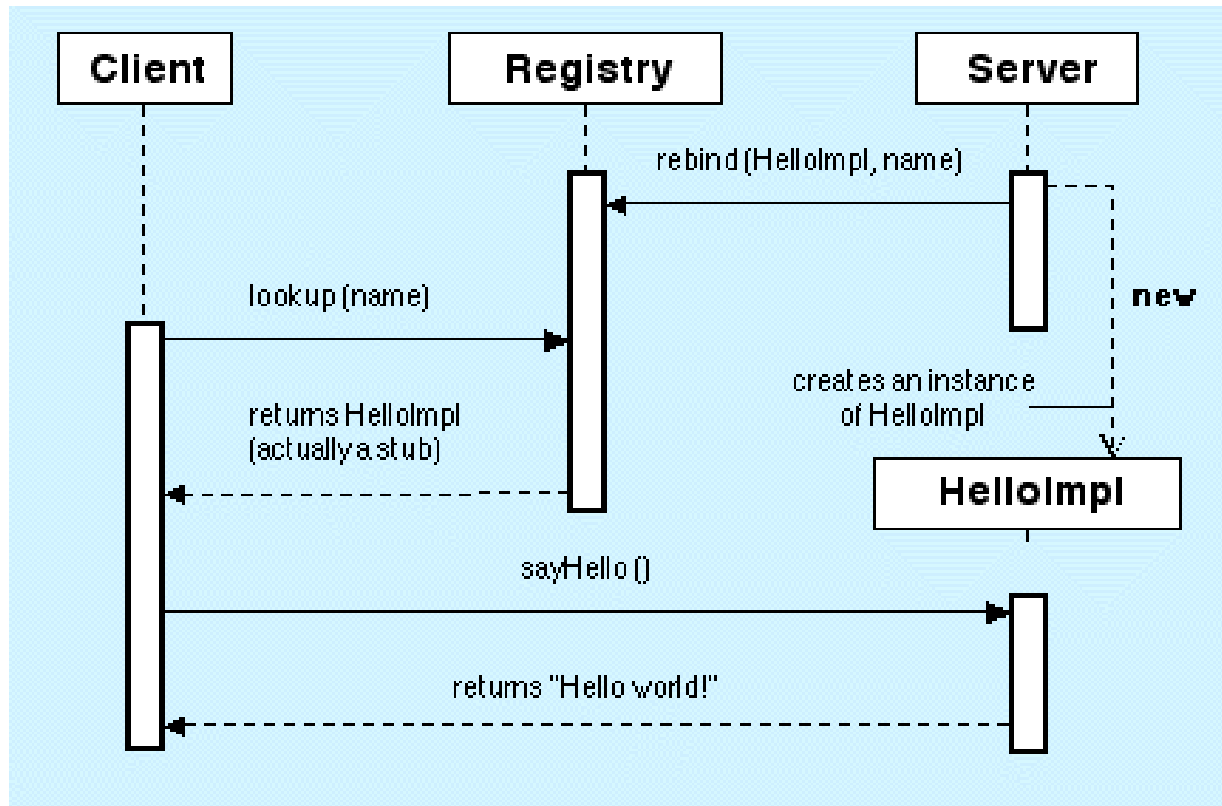 Client
Registry
Server
rebind (HelloImpl, name)
lookup (name)
new
creates an instance
of HelloImpl
returns HelloImpl
(actually a stub)
HelloImpl
sayHello ()
returns "Hello world!"